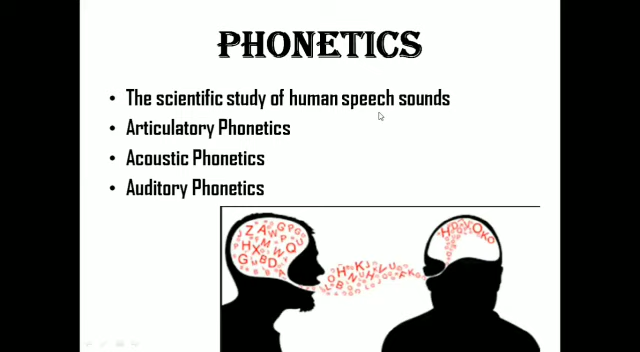 PHONETICS
• The scientific study of human speech sounds
• Articulatory Phonetics
• Acoustic Phonetics
• Auditory Phonetics